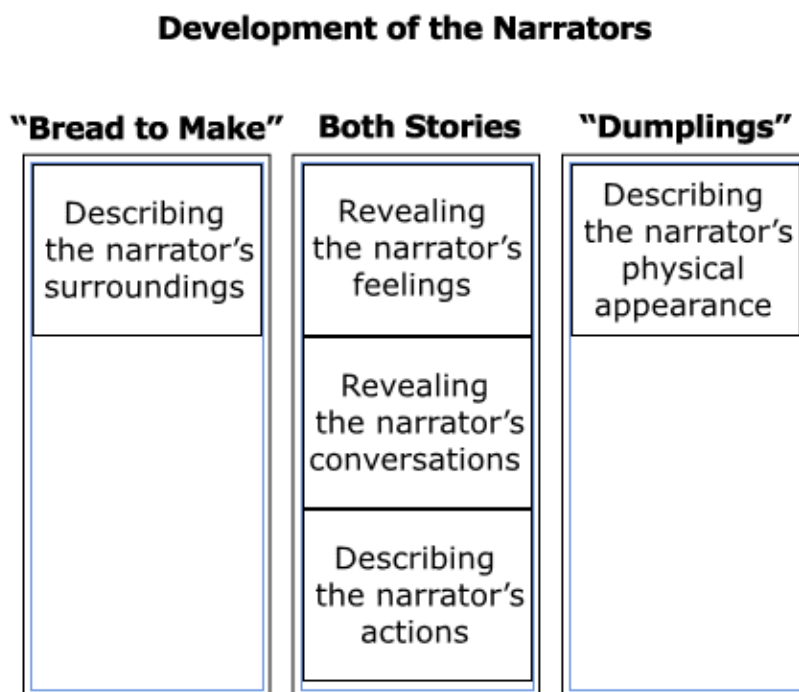 Development of the Narrators
“Bread to Make”
Both Stories
“Dumplings”
Describing
the narrator’s
surroundings
Revealing
the narrator’s
feelings
Revealing
the narrator’s
conversations
Describing
the narrator’s
actions
Describing
the narrator’s
physical
appearance